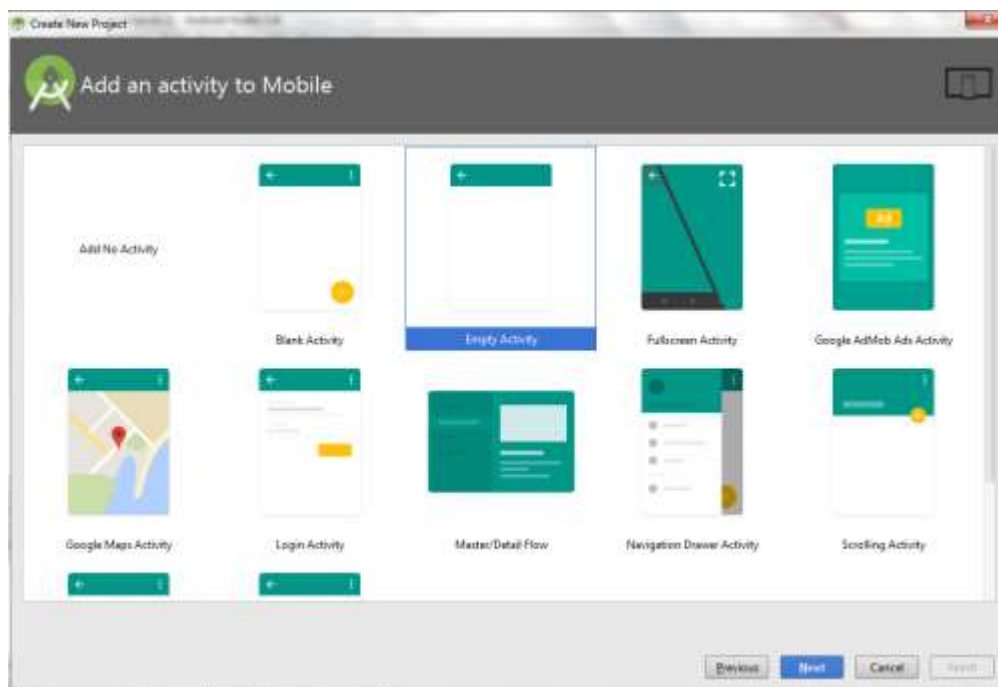 Create New Project
Add an activity to Mobile
Add No Activity
Blank Activity
Empty Activity
Fullscreen Activity
Ad
Google AdMob Ads Activity
Google Maps Activity
Login Activity
Master/Detail Flow
Navigation Drawer Activity
Scrolling Activity
Previous
Next
Cancel
Finish